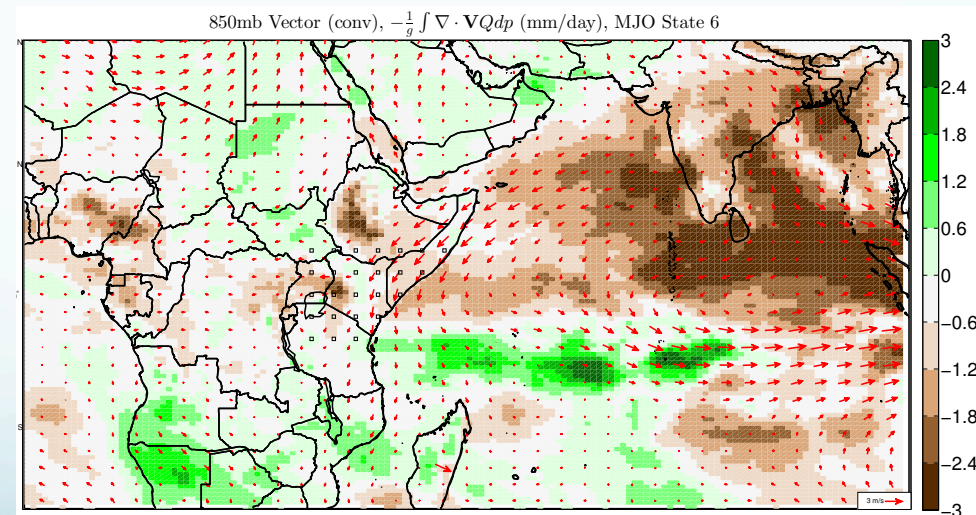 850mb Vector (conv), $-\frac{1}{g}\int \nabla \cdot \mathbf{V}Qdp$ (mm/day), MJO State 6
N
N
S
3
2.4
1.8
1.2
0.6
0
−0.6
−1.2
−1.8
−2.4
−3
3 m/s